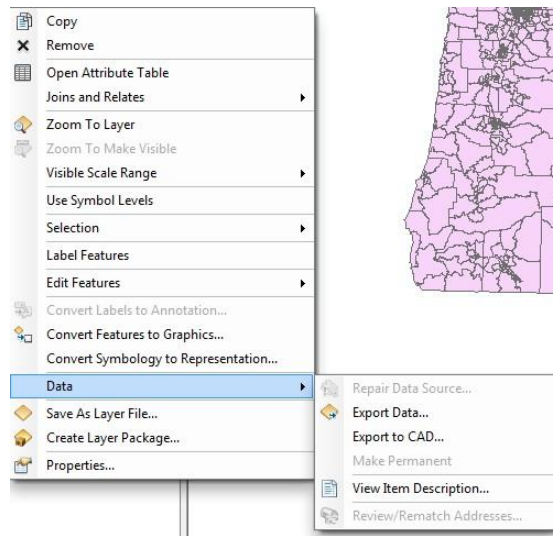 Copy
Remove
Open Attribute Table
Joins and Relates
Zoom To Layer
Zoom To Make Visible
Visible Scale Range
Use Symbol Levels
Selection
Label Features
Edit Features
Convert Labels to Annotation...
Convert Features to Graphics...
Convert Symbology to Representation...
Data
Save As Layer File...
Create Layer Package...
Properties...
Repair Data Source...
Export Data...
Export to CAD...
Make Permanent
View Item Description...
Review/Rematch Addresses...